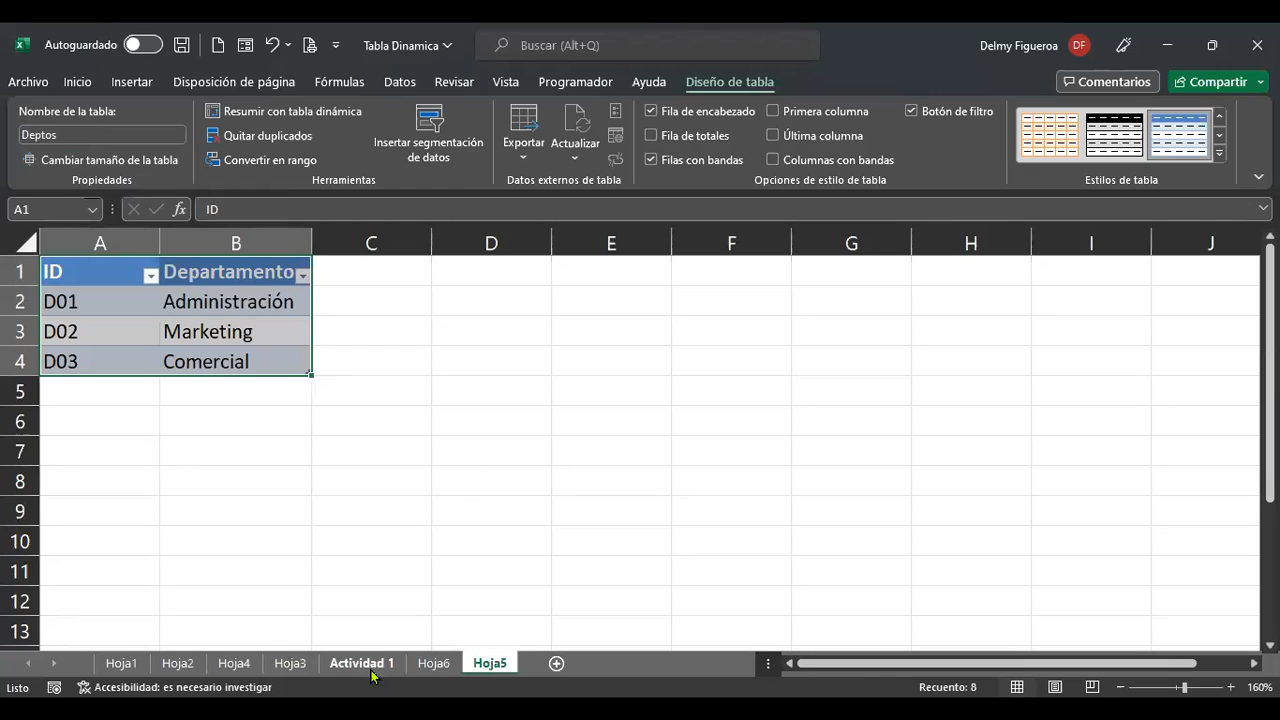 Autoguardado
Tabla Dinamica
Buscar (Alt+Q)
Delmy Figueroa
DF
Archivo Inicio Insertar Disposición de página Fórmulas Datos Revisar Vista Programador Ayuda Diseño de tabla
Comentarios
Compartir
Nombre de la tabla:
Deptos
Cambiar tamaño de la tabla
Propiedades
Resumir con tabla dinámica
Quitar duplicados
Convertir en rango
Herramientas
Insertar segmentación
de datos
Exportar
Actualizar
Datos externos de tabla
Fila de encabezado
Fila de totales
Filas con bandas
Primera columna
Última columna
Columnas con bandas
Botón de filtro
Opciones de estilo de tabla
Estilos de tabla
A1
fx
ID
A B C D E F G H I J
1 ID Departamento
2 D01 Administración
3 D02 Marketing
4 D03 Comercial
5
6
7
8
9
10
11
12
13
Hoja1 Hoja2 Hoja4 Hoja3 Actividad 1 Hoja6 Hoja5
Listo
Accesibilidad: es necesario investigar
Recuento: 8
160%